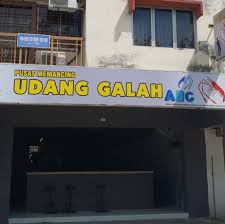 PUSAT MEMANCING
UDANG GALAH
ABC